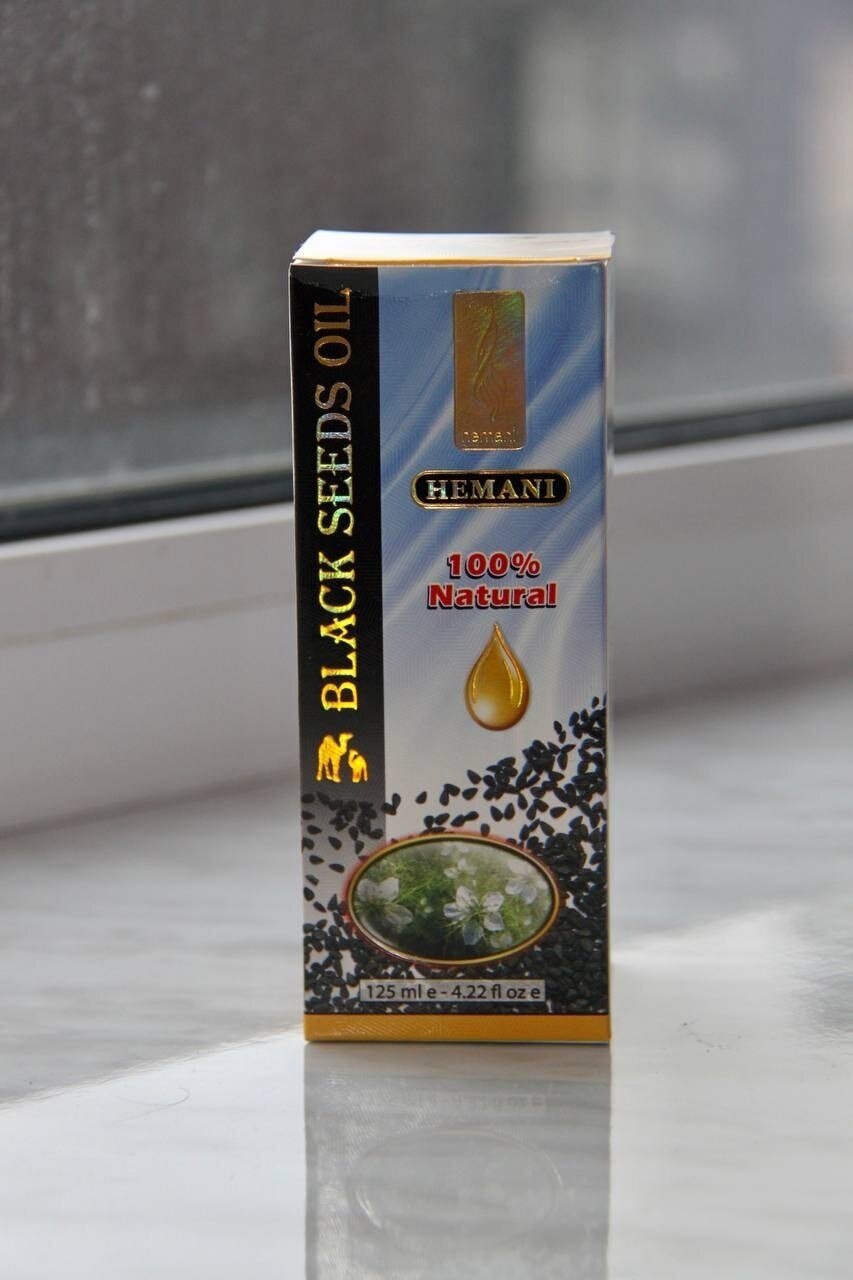 BLACK SEEDS OIL
hemani
HEMANI
100%
Natural
125 ml e - 4.22 fl oz e